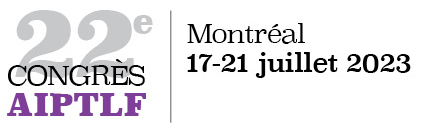 22e
CONGRÈS
AIPTLF
Montréal
17-21 juillet 2023